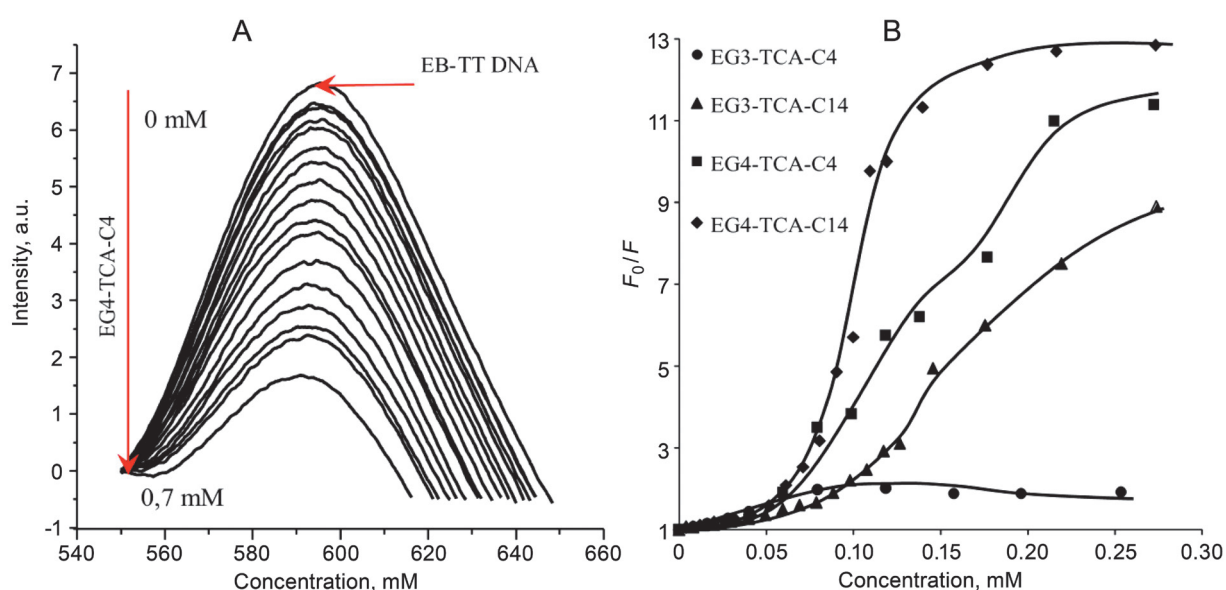 A
7
6
5
4
3
2
1
0
-1
Intensity, a.u.
0 mM
EG4-TCA-C4
0,7 mM
EB-TT DNA
540 560 580 600 620 640 660
Concentration, mM
B
13
11
9
7
5
3
1
F0/F
EG3-TCA-C4
EG3-TCA-C14
EG4-TCA-C4
EG4-TCA-C14
0 0.05 0.10 0.15 0.20 0.25 0.30
Concentration, mM